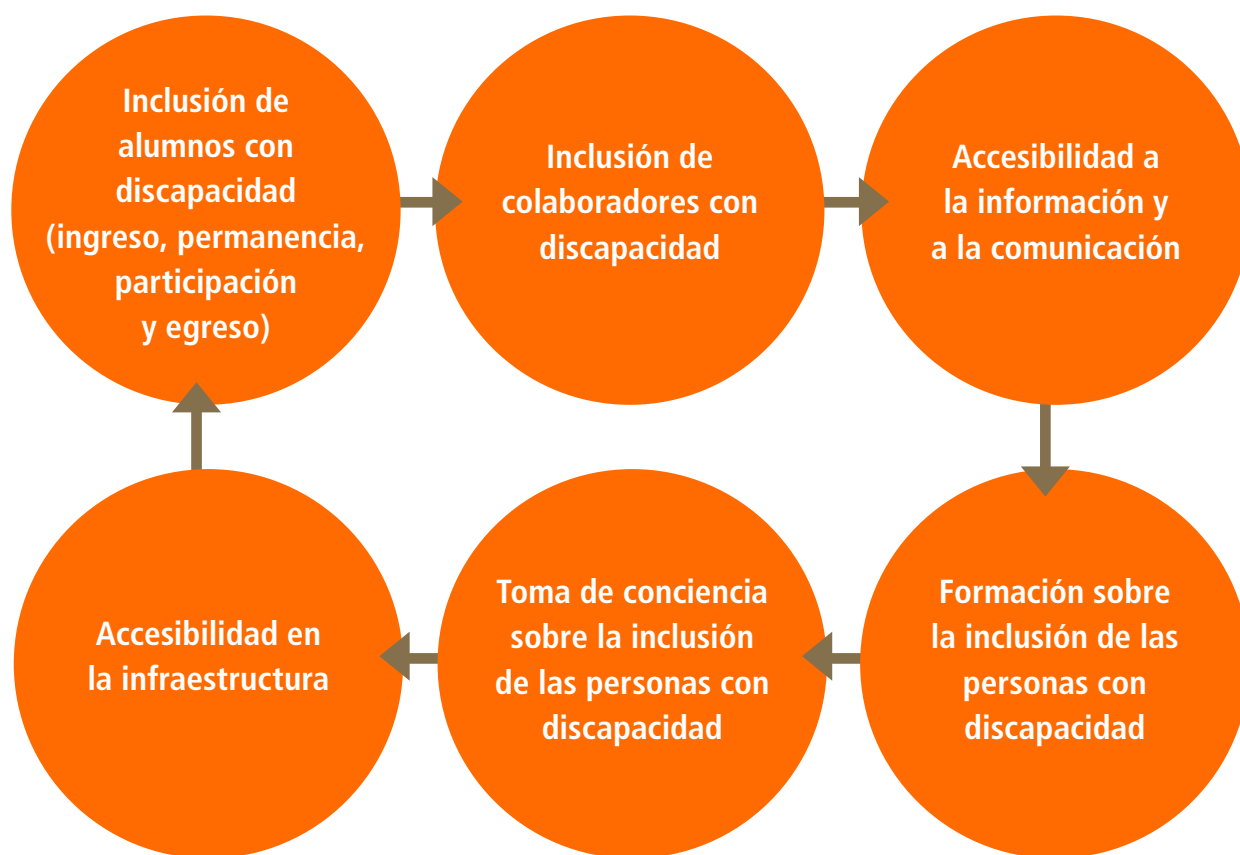 Inclusión de
alumnos con
discapacidad
(ingreso, permanencia,
participación
y egreso)
Inclusión de
colaboradores con
discapacidad
Accesibilidad a
la información y
a la comunicación
Formación sobre
la inclusión de las
personas con
discapacidad
Toma de conciencia
sobre la inclusión
de las personas con
discapacidad
Accesibilidad en
la infraestructura